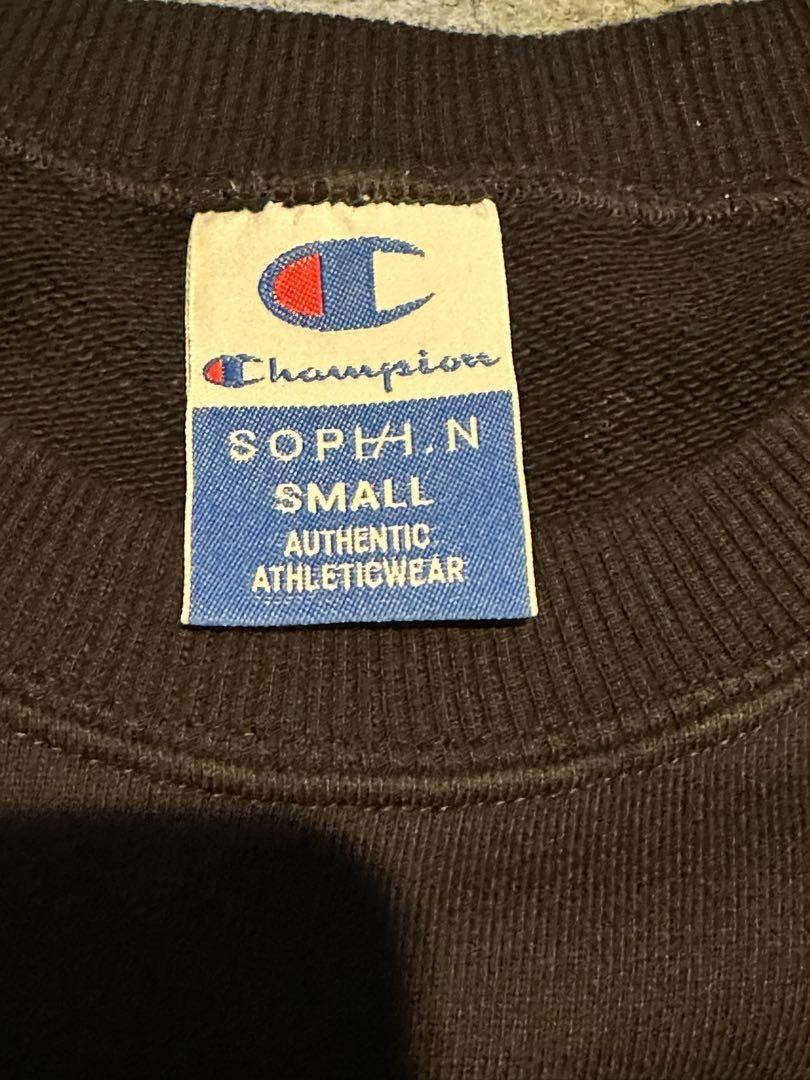 Champion
SOPH.N
SMALL
AUTHENTIC
ATHLETICWEAR